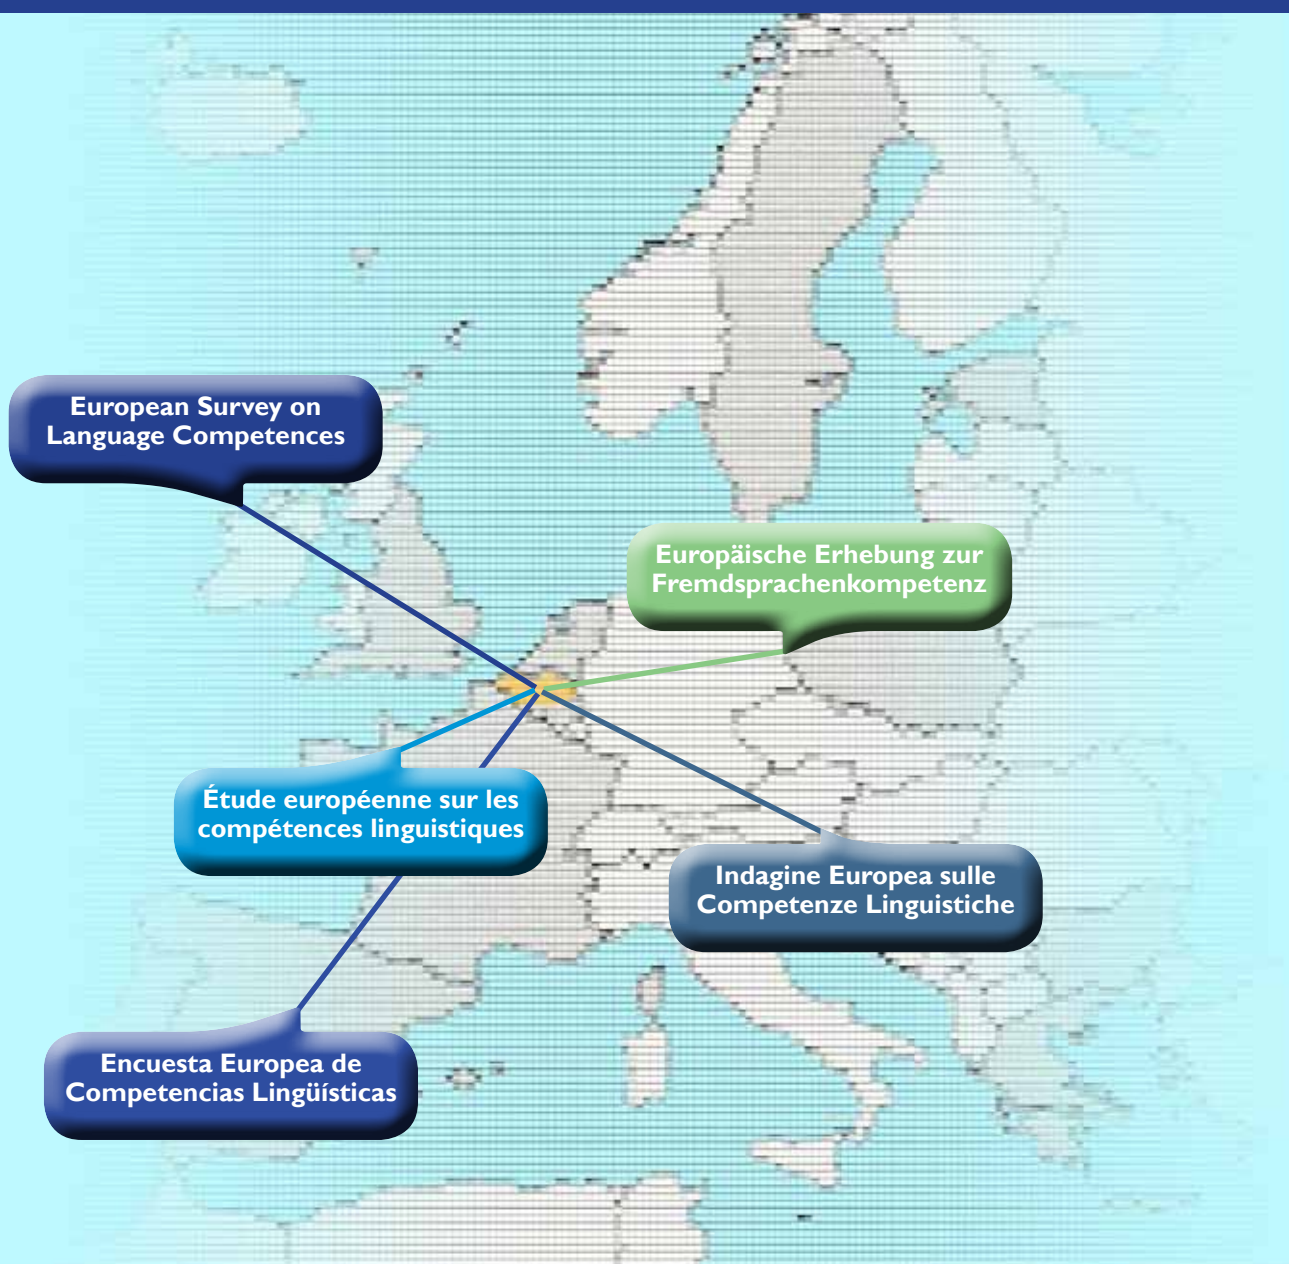 European Survey on
Language Competences
Europäische Erhebung zur
Fremdsprachenkompetenz
Étude européenne sur les
compétences linguistiques
Indagine Europea sulle
Competenze Linguistiche
Encuesta Europea de
Competencias Lingüísticas